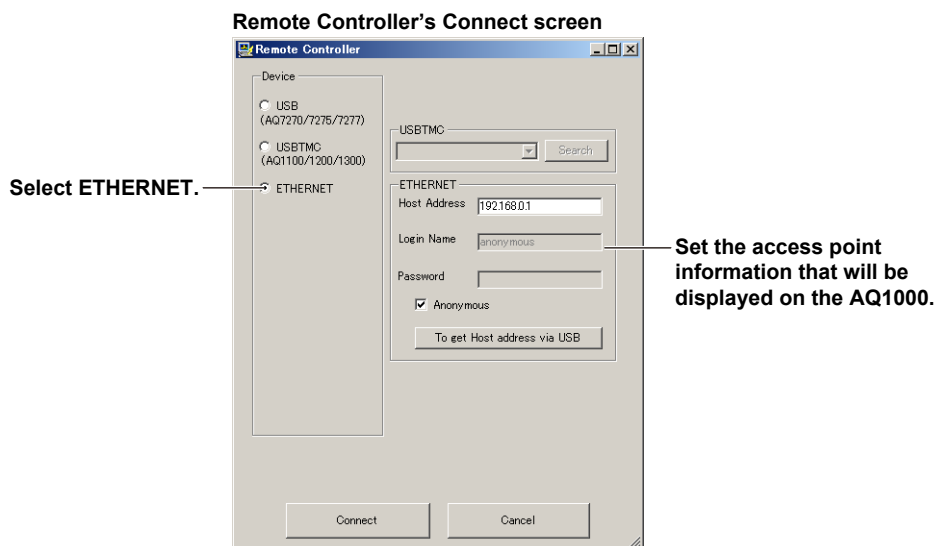 Remote Controller’s Connect screen
Remote Controller
Device
USB
(AQ7270/7275/7277)
USBTMC
(AQ1100/1200/1300)
Select ETHERNET.
ETHERNET
USBTMC
Search
ETHERNET
Host Address 192.168.0.1
Login Name anonymous
Password
Anonymous
To get Host address via USB
Set the access point
information that will be
displayed on the AQ1000.
Connect
Cancel